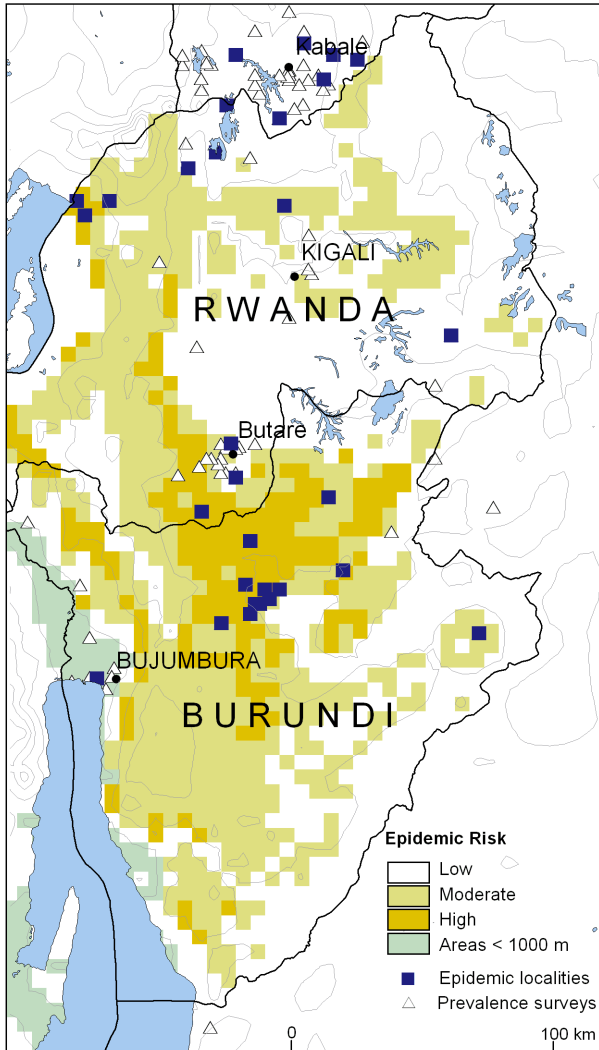 Kabale
KIGALI
RWANDA
Butare
BUJUMBURA
BURUNDI
Epidemic Risk
Low
Moderate
High
Areas < 1000 m
Epidemic localities
Prevalence surveys
0 100 km